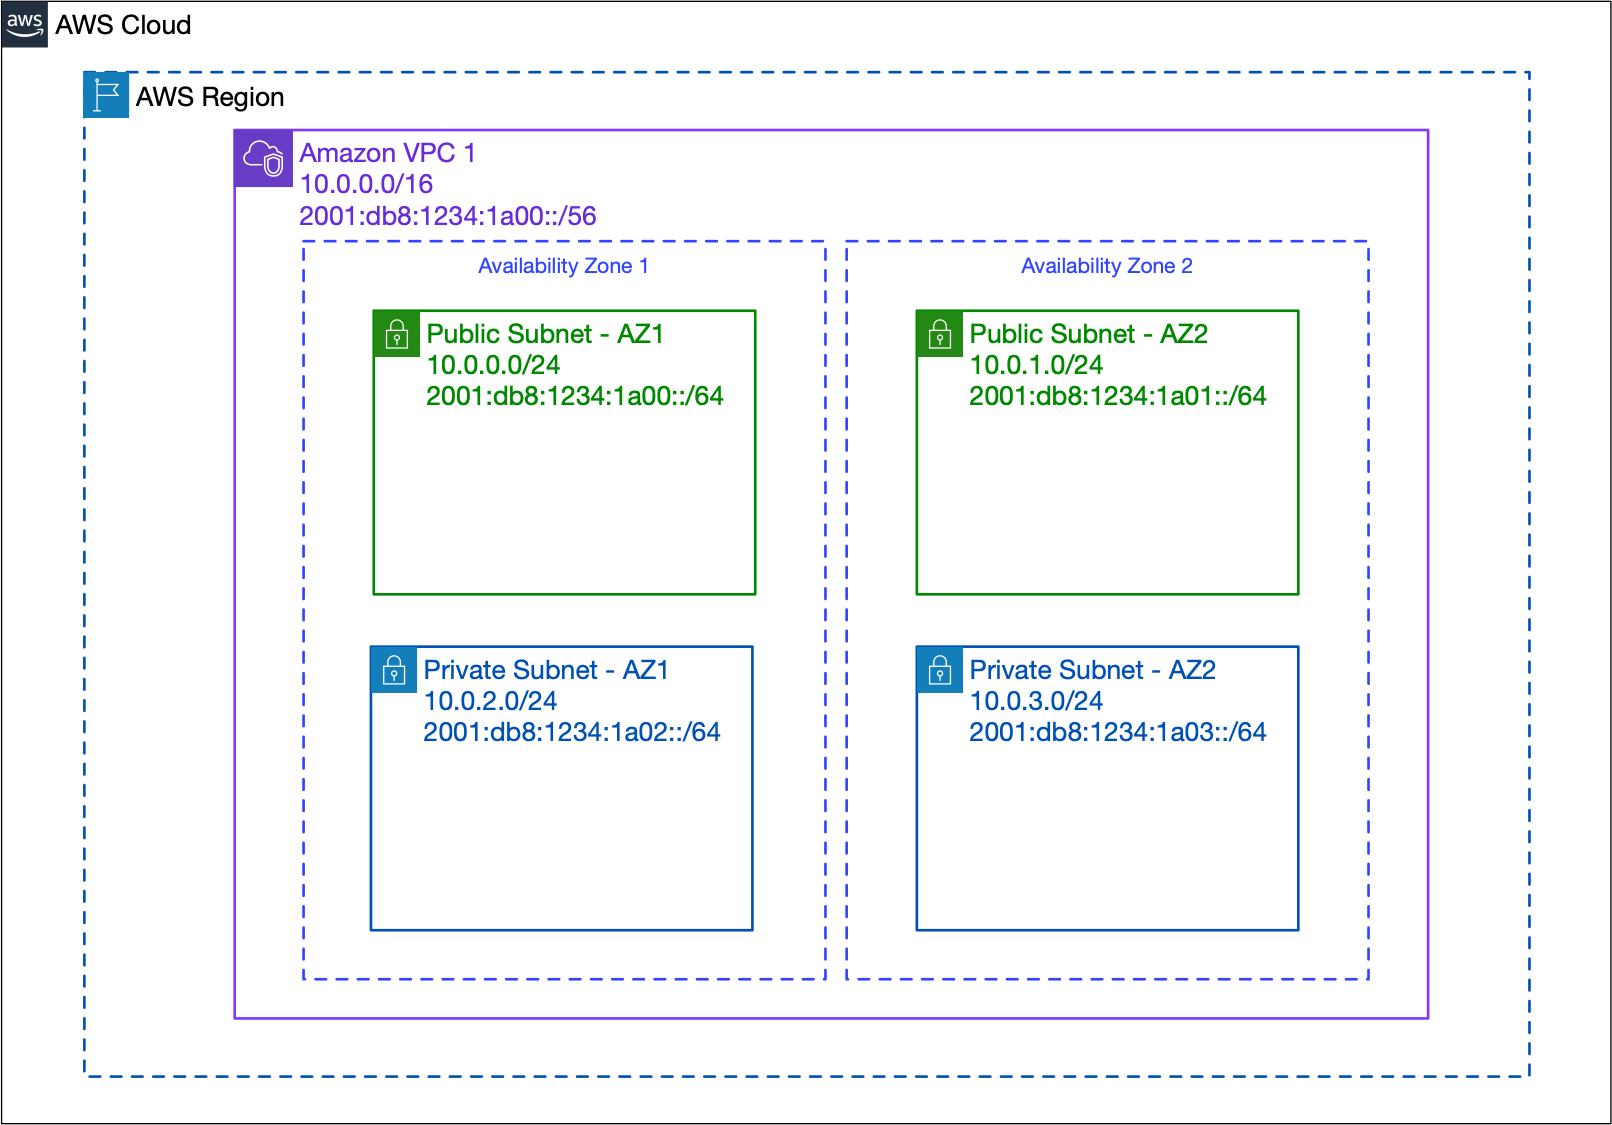 aws
AWS Cloud
AWS Region
Amazon VPC 1
10.0.0.0/16
2001:db8:1234:1a00::/56
Availability Zone 1
Public Subnet - AZ1
10.0.0.0/24
2001:db8:1234:1a00::/64
Private Subnet - AZ1
10.0.2.0/24
2001:db8:1234:1a02::/64
Availability Zone 2
Public Subnet - AZ2
10.0.1.0/24
2001:db8:1234:1a01::/64
Private Subnet - AZ2
10.0.3.0/24
2001:db8:1234:1a03::/64